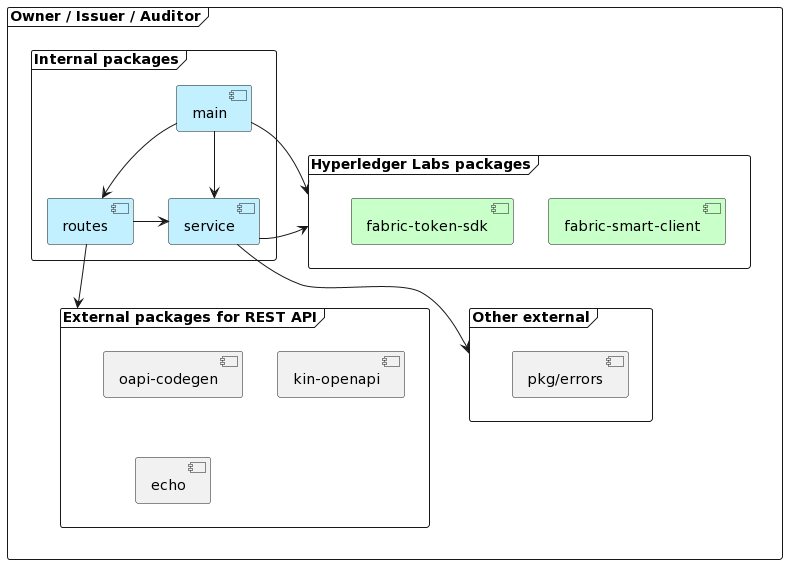 Owner / Issuer / Auditor
Internal packages
main
routes
service
Hyperledger Labs packages
fabric-token-sdk
fabric-smart-client
External packages for REST API
oapi-codegen
kin-openapi
echo
Other external
pkg/errors